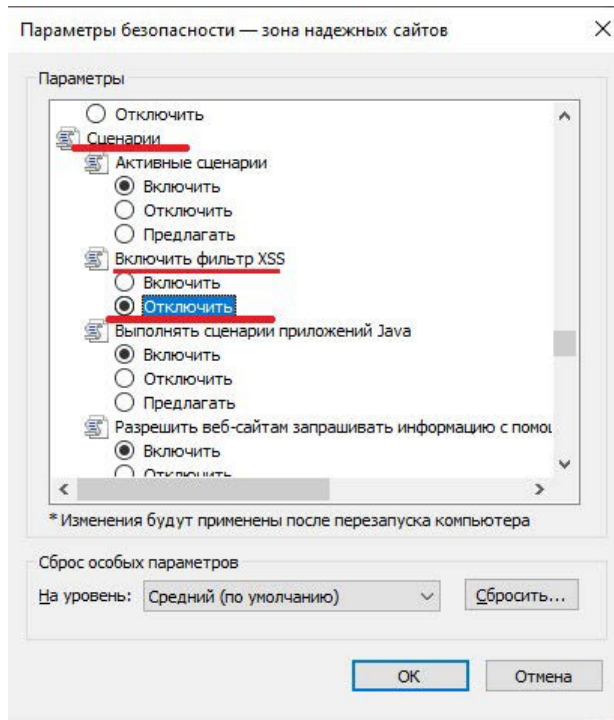 Параметры безопасности — зона надежных сайтов
Параметры
Отключить
Сценарии
Активные сценарии
Включить
Отключить
Предлагать
Включить фильтр XSS
Включить
Отключить
Выполнять сценарии приложений Java
Включить
Отключить
Предлагать
Разрешить веб-сайтам запрашивать информацию с
Включить
Отключить
* Изменения будут применены после перезапуска компьютера
Сброс особых параметров
На уровень: Средний (по умолчанию) Сбросить...
ОК Отмена